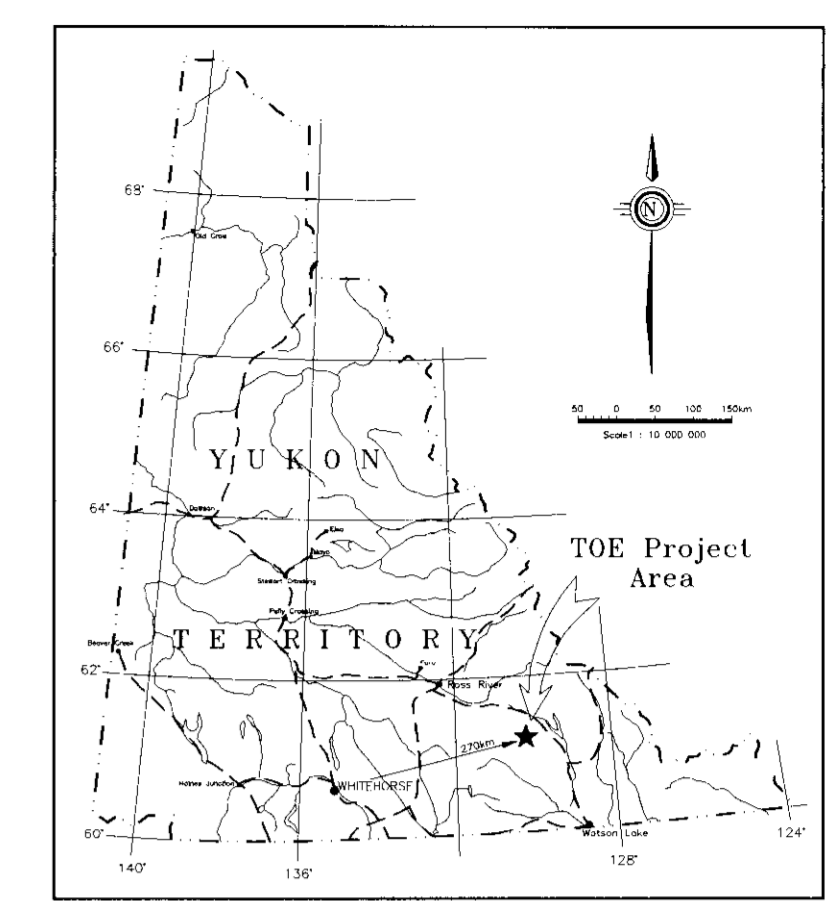 68°
Old Crow
N
66°
50 0 50 100 150km
Scale 1 : 10 000 000
YUKON
64°
Dawson
Elsa
Mayo
TOE Project
Area
Stewart Crossing
Pelly Crossing
TERRITORY
Beaver Creek
62°
Faro
Ross River
270km
Haines Junction
WHITEHORSE
60°
Watson Lake
124°
140°
136°
128°